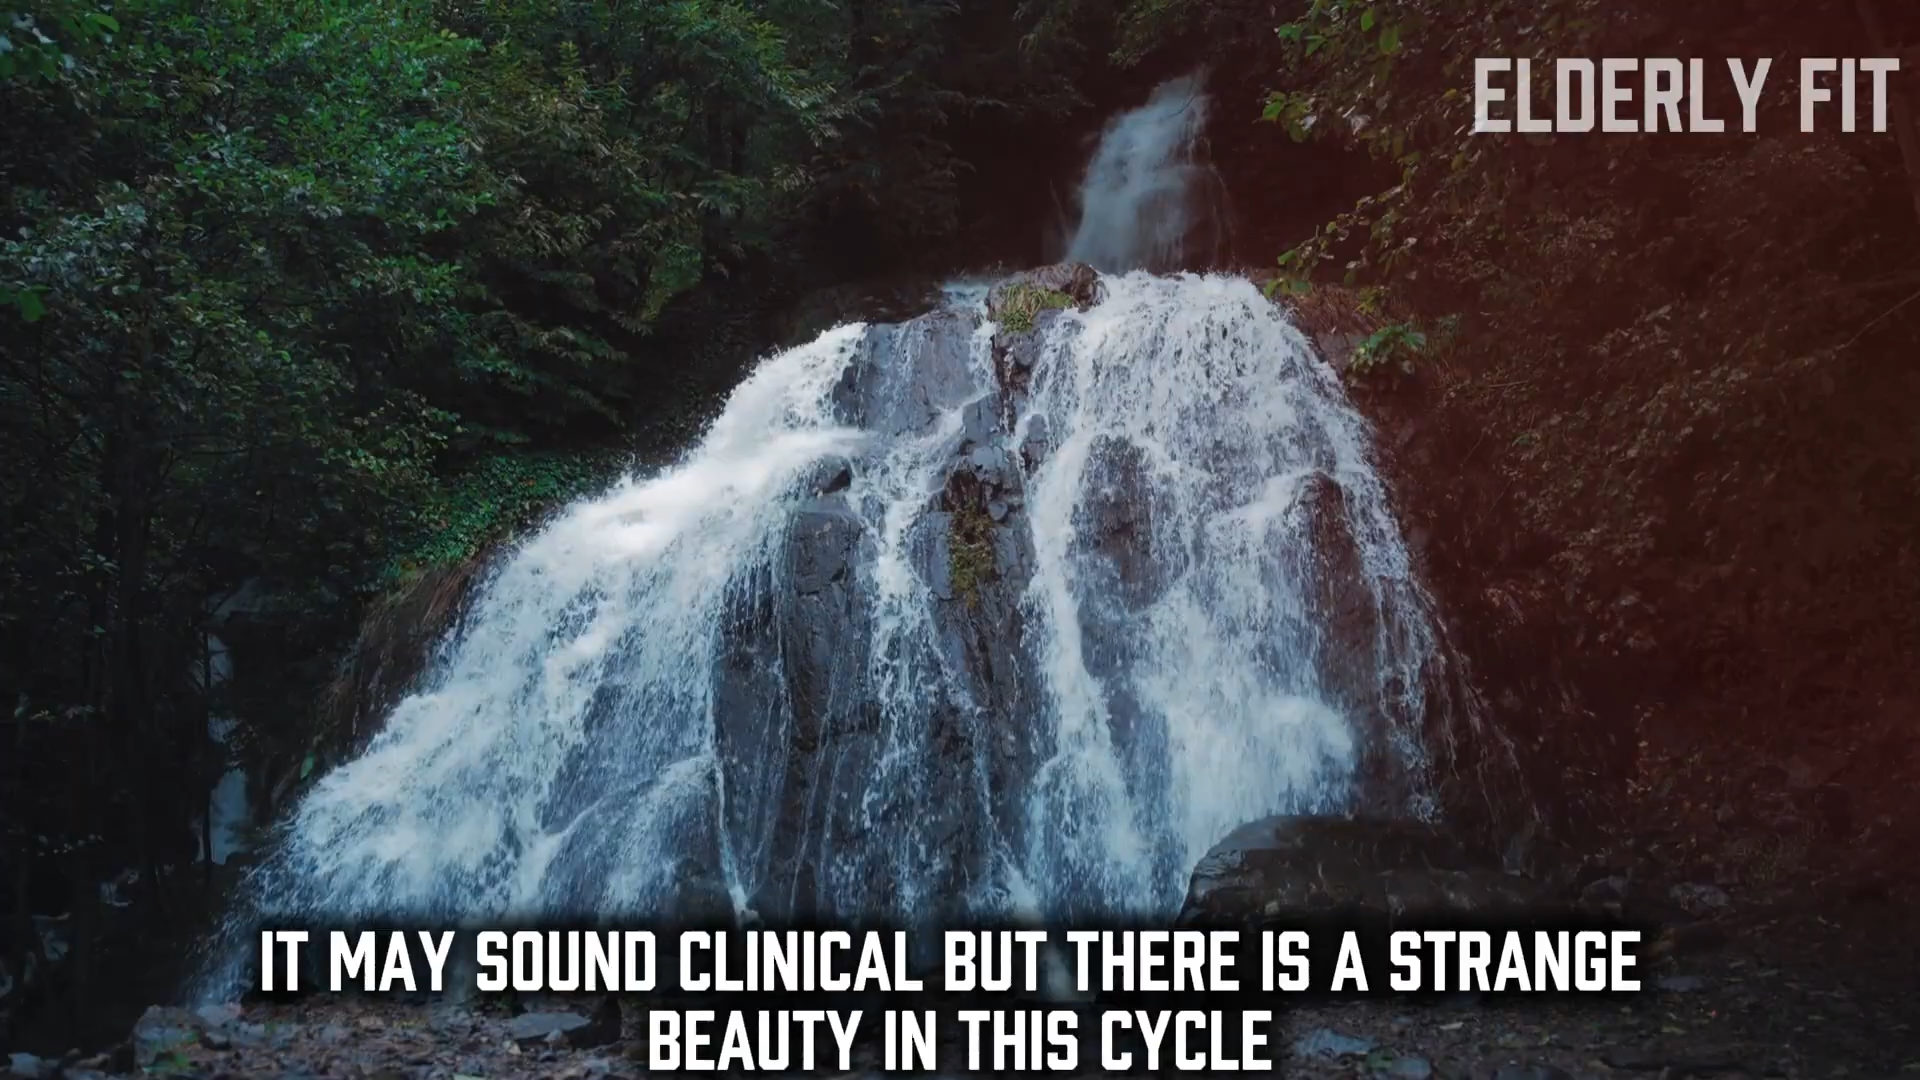 ELDERLY FIT
IT MAY SOUND CLINICAL BUT THERE IS A STRANGE
BEAUTY IN THIS CYCLE